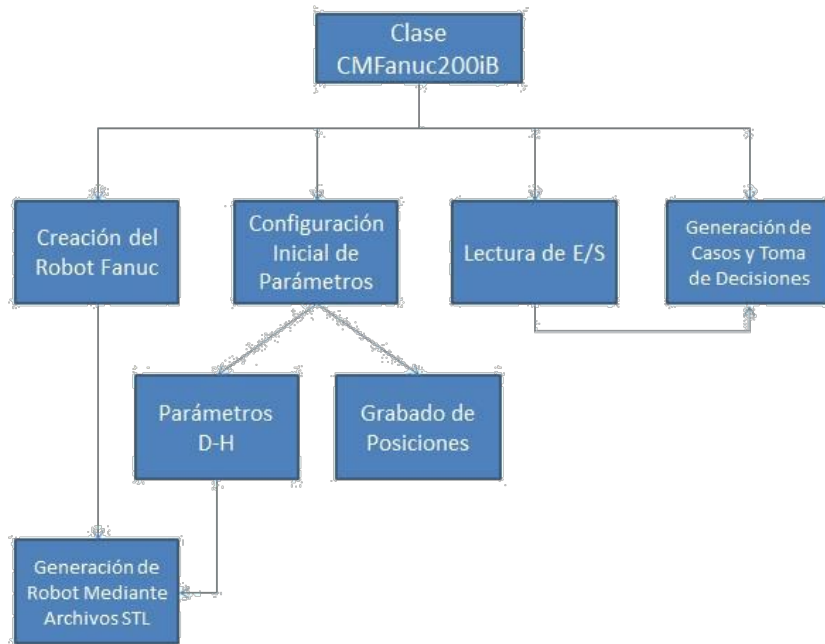 Clase
CMFanuc200iB
Creación del
Robot Fanuc
Configuración
Inicial de
Parámetros
Lectura de E/S
Generación de
Casos y Toma
de Decisiones
Parámetros
D-H
Grabado de
Posiciones
Generación de
Robot Mediante
Archivos STL